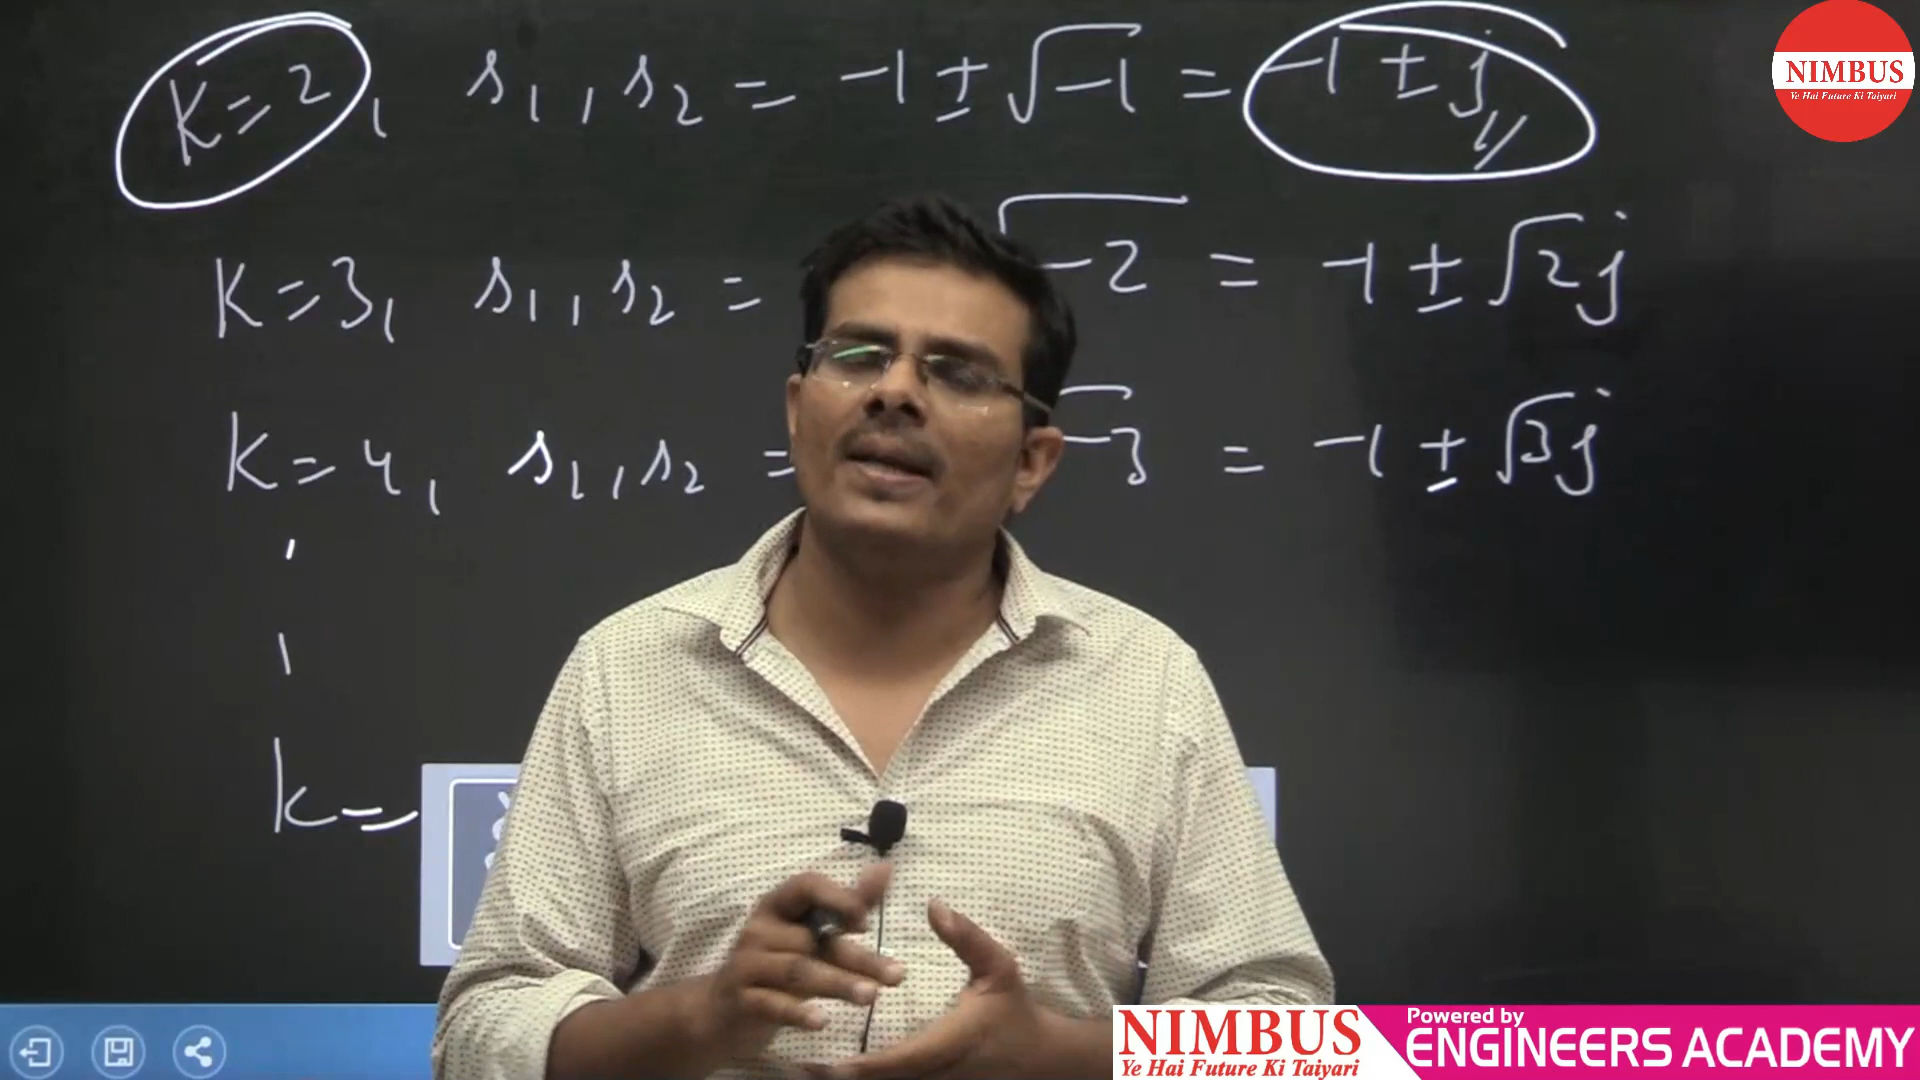 K=2, s1, s2 = -1 ± √-1 = -1 ± j
K=3, s1, s2 = √-2 = -1 ± √2j
K=4, s1, s2 = √-3 = -1 ± √3j
K=
NIMBUS
Ye Hai Future Ki Taiyari
NIMBUS
Ye Hai Future Ki Taiyari
Powered by
ENGINEERS ACADEMY